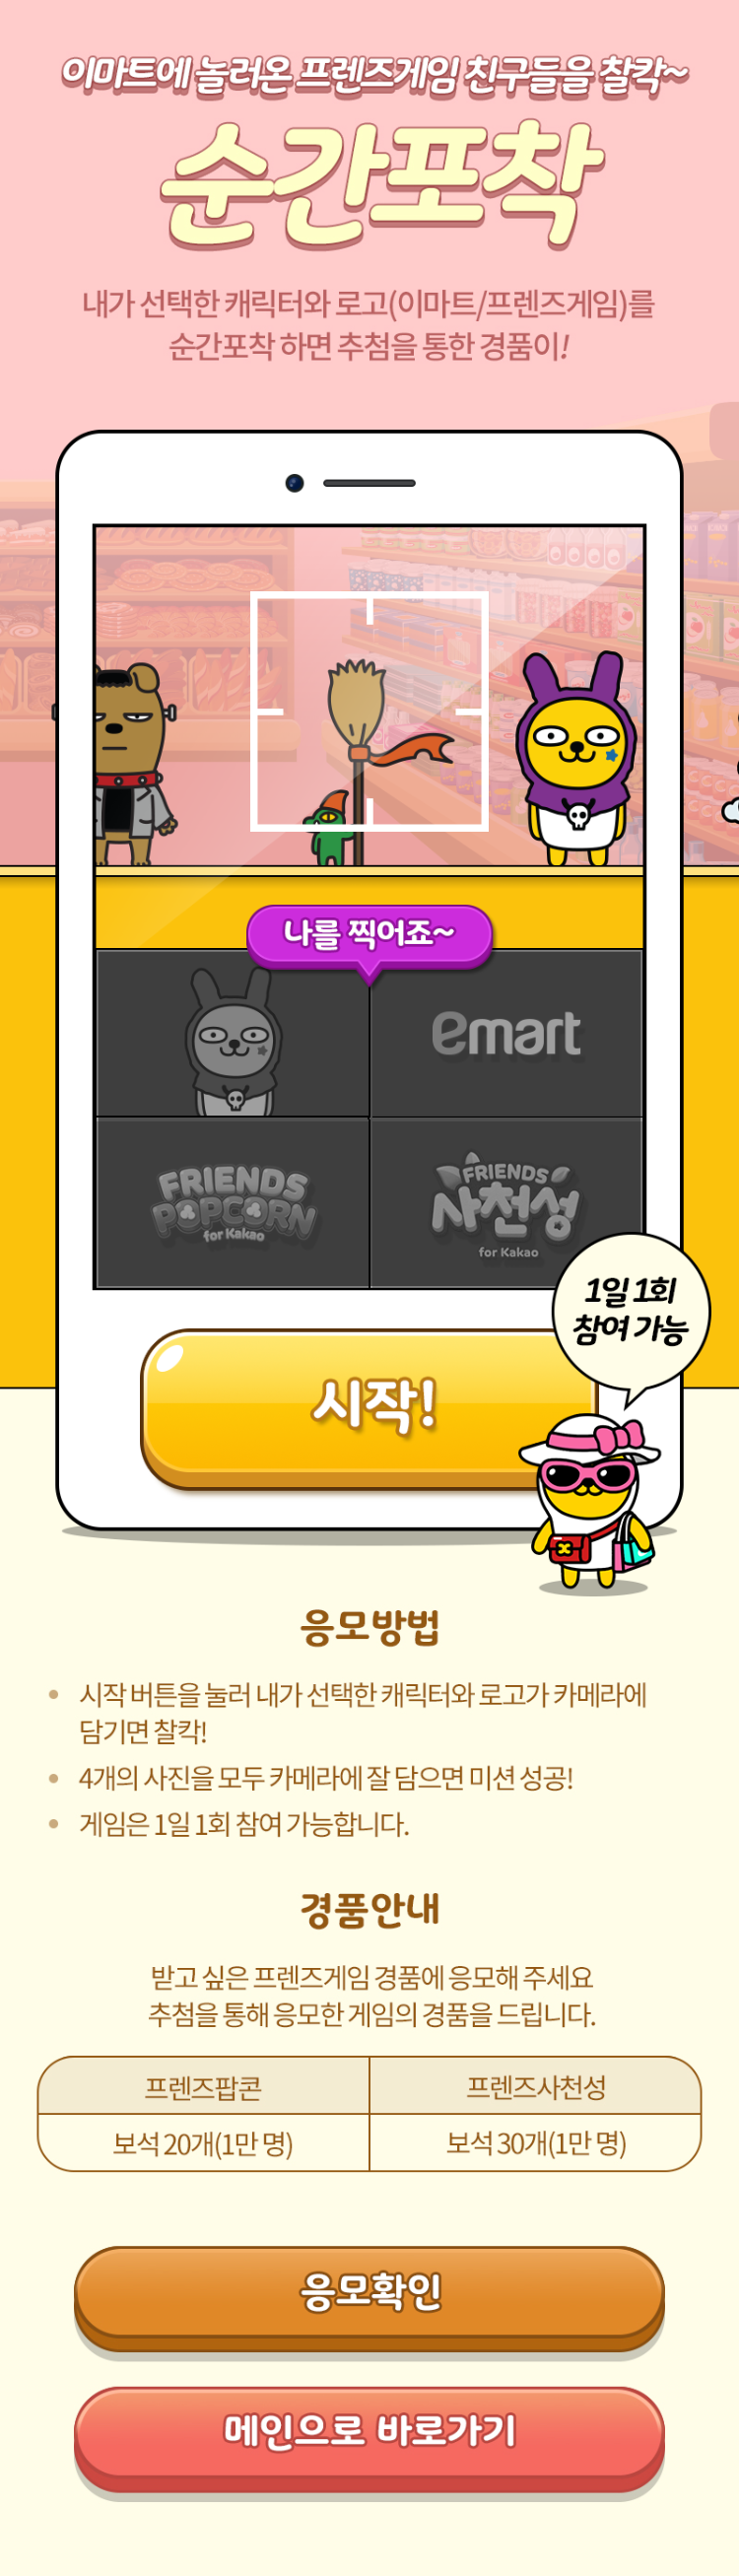 이마트에 놀러온 프렌즈게임 친구들을 찰칵~
순간포착
내가 선택한 캐릭터와 로고(이마트/프렌즈게임)를
순간포착 하면 추첨을 통한 경품이!
나를 찍어죠~
emart
FRIENDS
POPCORN
for Kakao
FRIENDS
사천성
for Kakao
1일 1회
참여 가능
시작!
응모방법
시작 버튼을 눌러 내가 선택한 캐릭터와 로고가 카메라에
담기면 찰칵!
4개의 사진을 모두 카메라에 잘 담으면 미션 성공!
게임은 1일 1회 참여 가능합니다.
경품안내
받고 싶은 프렌즈게임 경품에 응모해 주세요
추첨을 통해 응모한 게임의 경품을 드립니다.
프렌즈팝콘 프렌즈사천성
보석 20개(1만 명) 보석 30개(1만 명)
응모확인
메인으로 바로가기